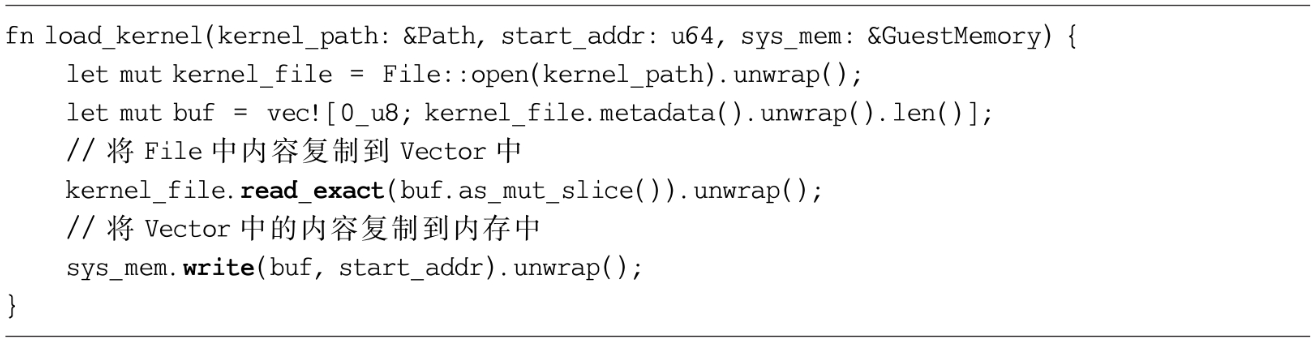 fn load_kernel(kernel_path: &Path, start_addr: u64, sys_mem: &GuestMemory) {
    let mut kernel_file = File::open(kernel_path).unwrap();
    let mut buf = vec![0_u8; kernel_file.metadata().unwrap().len()];
    // 将 File 中内容复制到 Vector 中
    kernel_file.read_exact(buf.as_mut_slice()).unwrap();
    // 将 Vector 中的内容复制到内存中
    sys_mem.write(buf, start_addr).unwrap();
}